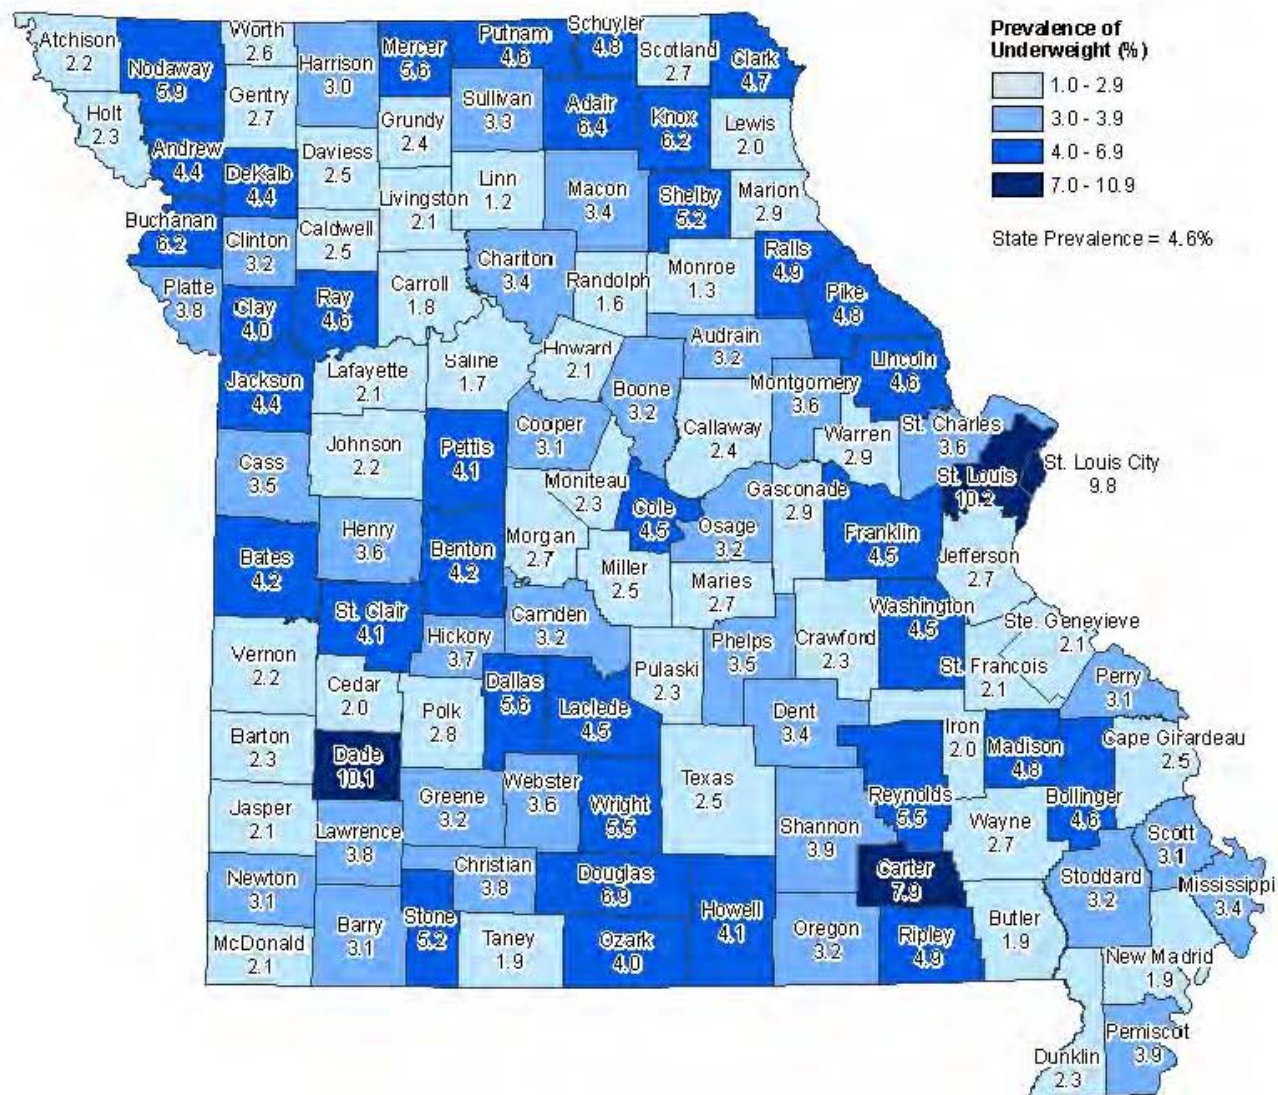 Prevalence of
Underweight (%)
1.0 - 2.9
3.0 - 3.9
4.0 - 6.9
7.0 - 10.9
State Prevalence = 4.6%
Atchison
2.2
Nodaway
5.9
Worth
2.6
Harrison
3.0
Mercer
5.6
Putnam
4.6
Schuyler
4.8
Scotland
2.7
Clark
4.7
Holt
2.3
Gentry
2.7
Grundy
2.4
Sullivan
3.3
Adair
6.4
Knox
6.2
Lewis
2.0
Andrew
4.4
DeKalb
4.4
Daviess
2.5
Livingston
2.1
Linn
1.2
Macon
3.4
Shelby
5.2
Marion
2.9
Buchanan
6.2
Clinton
3.2
Caldwell
2.5
Platte
3.8
Clay
4.0
Ray
4.6
Carroll
1.8
Chariton
3.4
Randolph
1.6
Monroe
1.3
Ralls
4.9
Pike
4.8
Jackson
4.4
Lafayette
2.1
Saline
1.7
Howard
2.1
Boone
3.2
Audrain
3.2
Montgomery
3.6
Lincoln
4.6
Cass
3.5
Johnson
2.2
Pettis
4.1
Cooper
3.1
Moniteau
2.3
Callaway
2.4
Warren
2.9
St. Charles
3.6
St. Louis
10.2
St. Louis City
9.8
Bates
4.2
Henry
3.6
Benton
4.2
Morgan
2.7
Cole
4.5
Osage
3.2
Gasconade
2.9
Franklin
4.5
Jefferson
2.7
Miller
2.5
Maries
2.7
St. Clair
4.1
Hickory
3.7
Camden
3.2
Pulaski
2.3
Phelps
3.5
Crawford
2.3
Washington
4.5
Ste. Genevieve
2.1
St. Francois
2.1
Perry
3.1
Vernon
2.2
Cedar
2.0
Polk
2.8
Dallas
5.6
Laclede
4.5
Dent
3.4
Iron
2.0
Madison
4.8
Cape Girardeau
2.5
Barton
2.3
Dade
10.1
Greene
3.2
Webster
3.6
Wright
5.5
Texas
2.5
Reynolds
5.5
Wayne
2.7
Bollinger
4.6
Jasper
2.1
Lawrence
3.8
Christian
3.8
Douglas
6.9
Shannon
3.9
Carter
7.9
Stoddard
3.2
Scott
3.1
Mississippi
3.4
Newton
3.1
Barry
3.1
Stone
5.2
Taney
1.9
Ozark
4.0
Howell
4.1
Oregon
3.2
Ripley
4.9
Butler
1.9
New Madrid
1.9
McDonald
2.1
Dunklin
2.3
Pemiscot
3.9